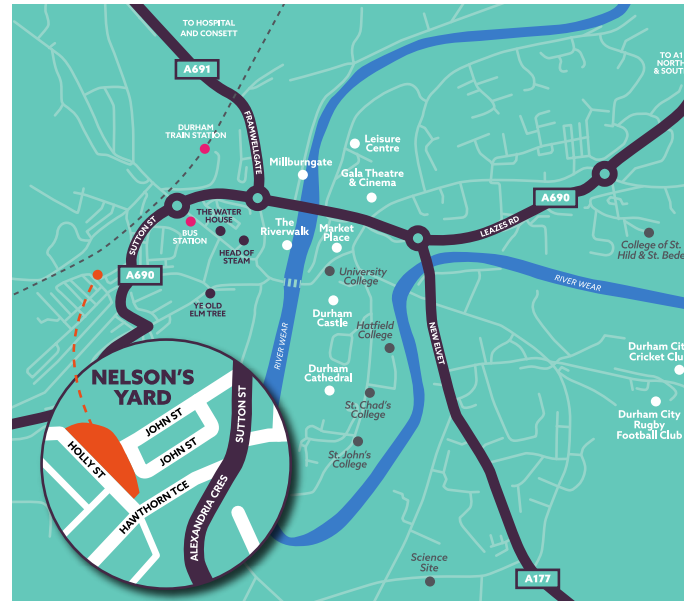 TO HOSPITAL
AND CONSETT
A691
TO A1
NORTH
& SOUTH
DURHAM
TRAIN STATION
FRAMWELLGATE
Leisure
Centre
Millburngate
Gala Theatre
& Cinema
A690
SUTTON ST
THE WATER
HOUSE
BUS
STATION
HEAD OF
STEAM
The
Riverwalk
Market
Place
LEAZES RD
College of St.
Hild & St. Bede
A690
University
College
RIVER WEAR
YE OLD
ELM TREE
Durham
Castle
Hatfield
College
RIVER WEAR
NEW ELVET
Durham
Cathedral
St. Chad's
College
St. John's
College
Durham City
Cricket Club
Durham City
Rugby
Football Club
NELSON'S
YARD
JOHN ST
SUTTON ST
JOHN ST
HOLLY ST
HAWTHORN TCE
ALEXANDRIA CRES
Science
Site
A177